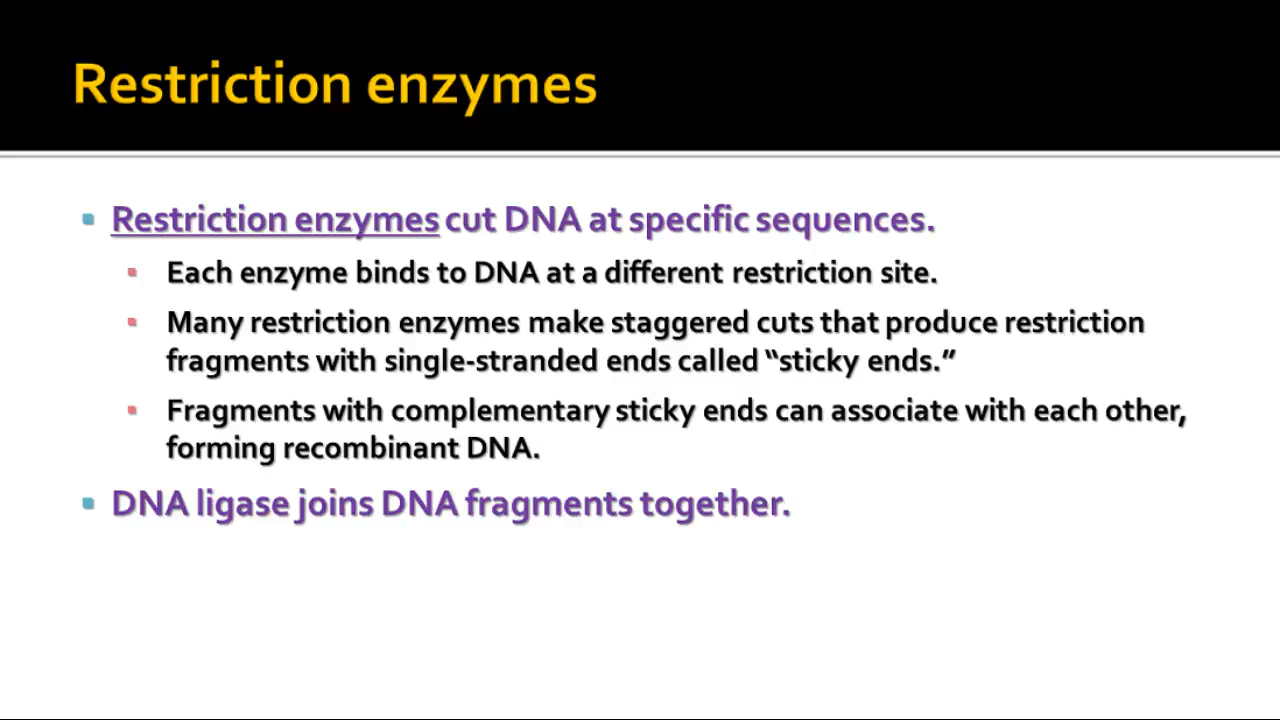 Restriction enzymes
Restriction enzymes cut DNA at specific sequences.
Each enzyme binds to DNA at a different restriction site.
Many restriction enzymes make staggered cuts that produce restriction
fragments with single-stranded ends called “sticky ends.”
Fragments with complementary sticky ends can associate with each other,
forming recombinant DNA.
DNA ligase joins DNA fragments together.